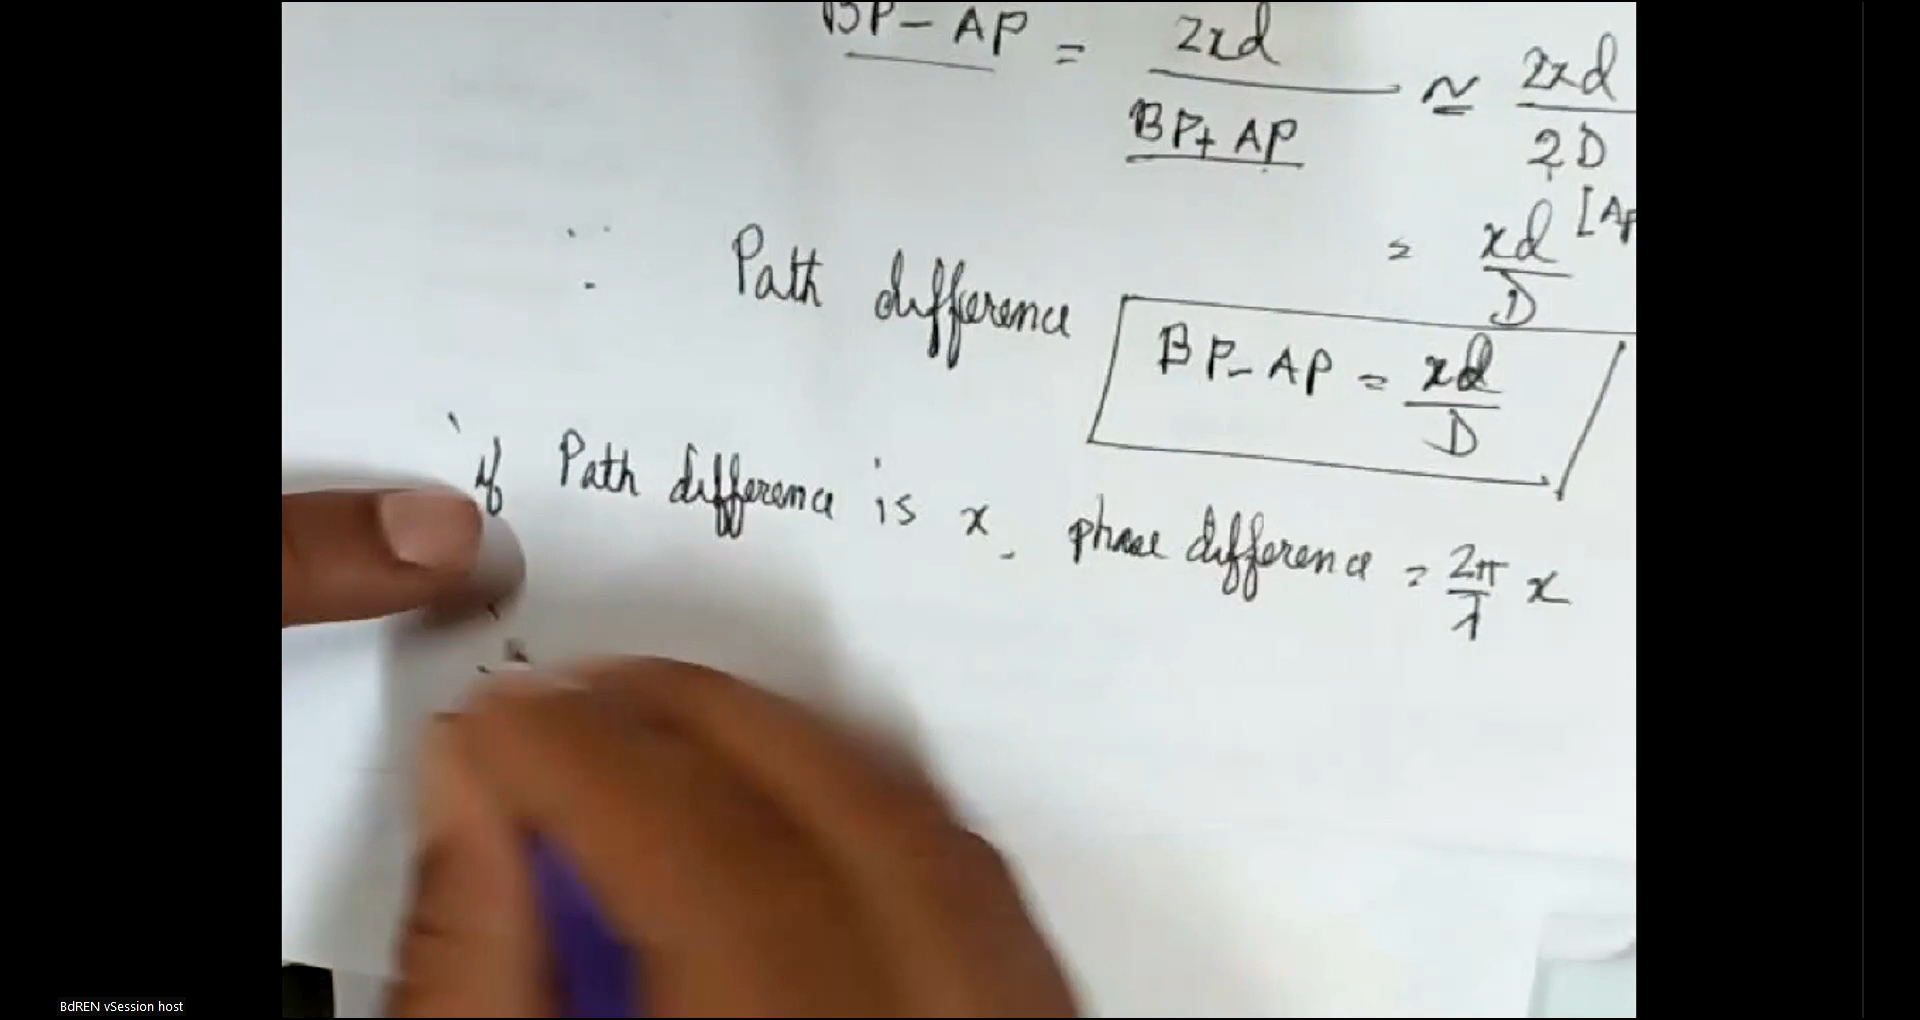 BP - AP = 2xd / BP + AP ≃ 2xd / 2D
= xd / D [AP
∴ Path difference BP - AP = xd / D
if Path difference is x, phase difference = 2π/λ x
BdREN vSession host